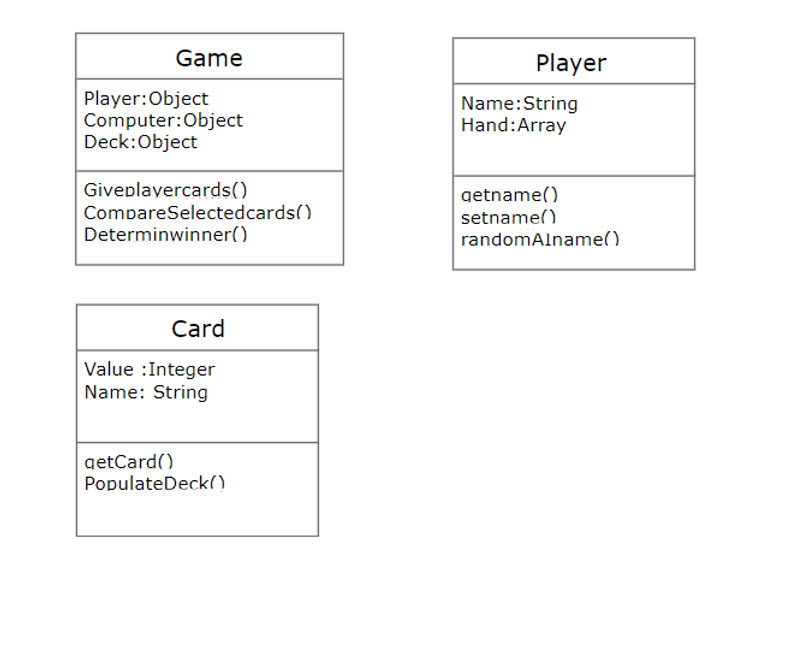 Game
Player:Object
Computer:Object
Deck:Object
Giveplayercards()
CompareSelectedcards()
Determinwinner()
Player
Name:String
Hand:Array
getname()
setname()
randomAIname()
Card
Value :Integer
Name: String
getCard()
PopulateDeck()